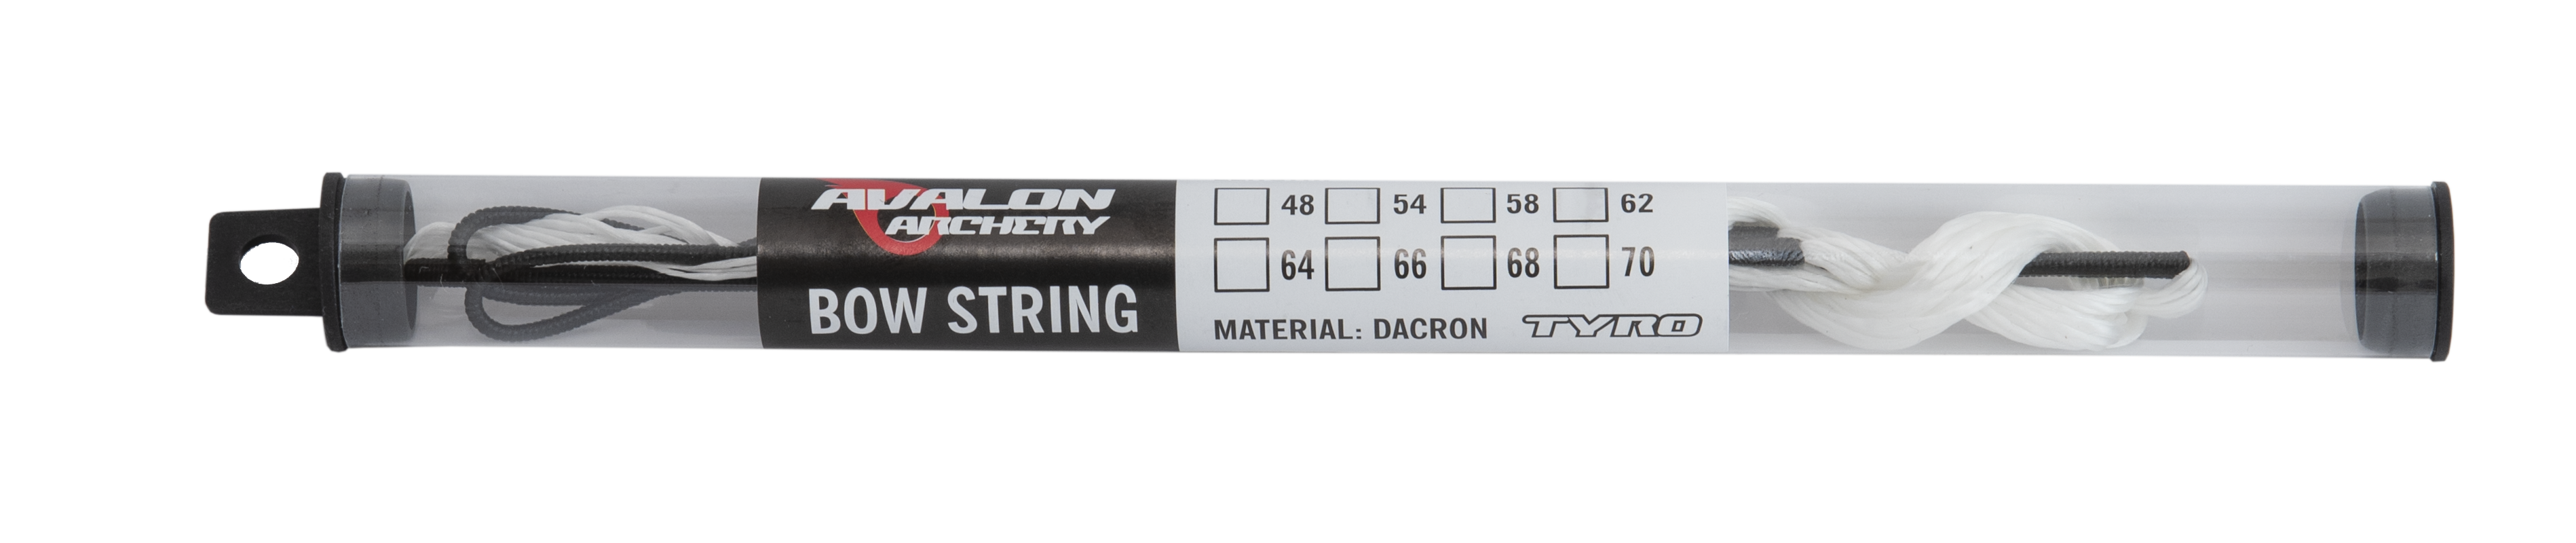 AVALON
ARCHERY
BOW STRING
48 54 58 62
64 66 68 70
MATERIAL: DACRON TYRO